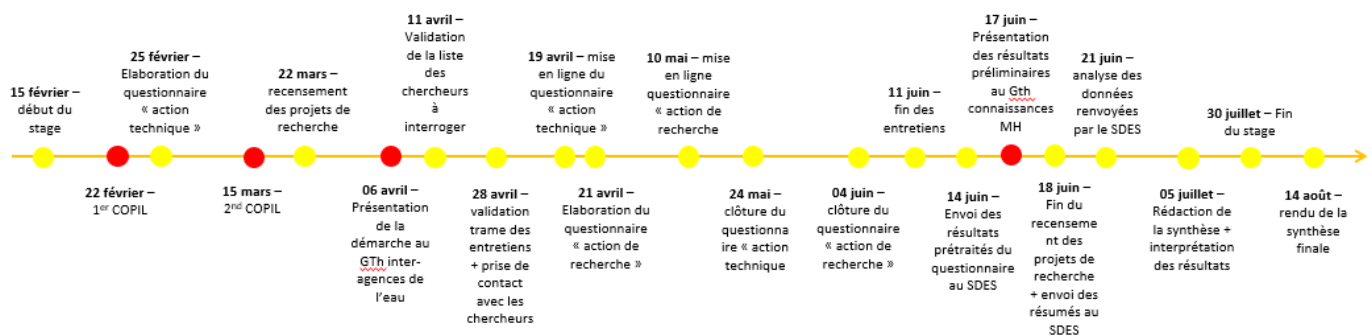 15 février –
début du
stage
22 février –
1er COPIL
25 février –
Elaboration du
questionnaire
« action
technique »
15 mars –
2nd COPIL
22 mars -
recensement
des projets de
recherche
06 avril –
Présentation
de la
démarche au
GTh inter-
agences de
l’eau
11 avril –
Validation
de la liste
des
chercheurs
à
interroger
28 avril –
validation
trame des
entretiens
+ prise de
contact
avec les
chercheurs
19 avril – mise
en ligne du
questionnaire
« action
technique »
21 avril –
Elaboration du
questionnaire
« action de
recherche »
10 mai – mise
en ligne
questionnaire
« action de
recherche
24 mai –
clôture du
questionna
ire « action
technique
04 juin –
clôture du
questionnaire
« action de
recherche »
11 juin –
fin des
entretiens
14 juin –
Envoi des
résultats
prétraités du
questionnaire
au SDES
17 juin –
Présentation
des résultats
préliminaires
au Gth
connaissances
MH
18 juin –
Fin du
recenseme
nt des
projets de
recherche
+ envoi des
résumés au
SDES
21 juin –
analyse des
données
renvoyées
par le SDES
05 juillet –
Rédaction de
la synthèse +
interprétation
des résultats
30 juillet – Fin
du stage
14 août –
rendu de la
synthèse
finale